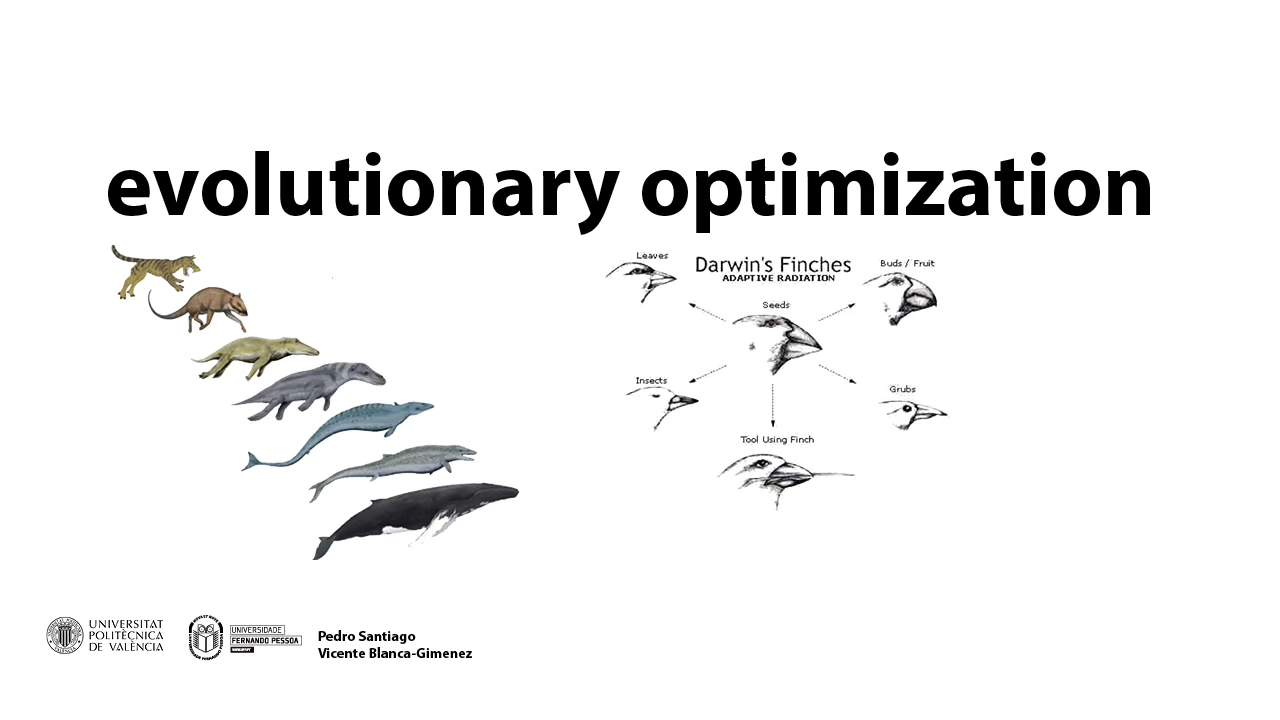 evolutionary optimization
Darwin's Finches
ADAPTIVE RADIATION
Leaves
Buds / Fruit
Seeds
Insects
Grubs
Tool Using Finch
UNIVERSITAT
POLITÈCNICA
DE VALÈNCIA
UNIVERSIDADE
FERNANDO PESSOA
Pedro Santiago
Vicente Blanca-Gimenez